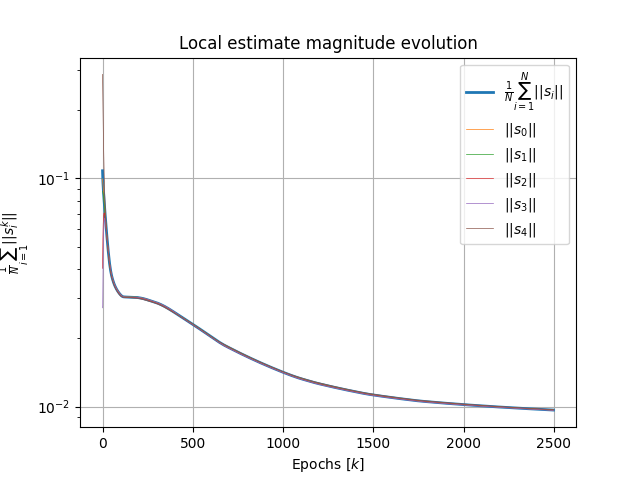 Local estimate magnitude evolution
$\frac{1}{N}\sum_{i=1}^{N}||s_i||$
$||s_0||$
$||s_1||$
$||s_2||$
$||s_3||$
$||s_4||$
$10^{-1}$
$10^{-2}$
$\frac{1}{N}\sum_{i=1}||s_i^k||$
0 500 1000 1500 2000 2500
Epochs [$k$]